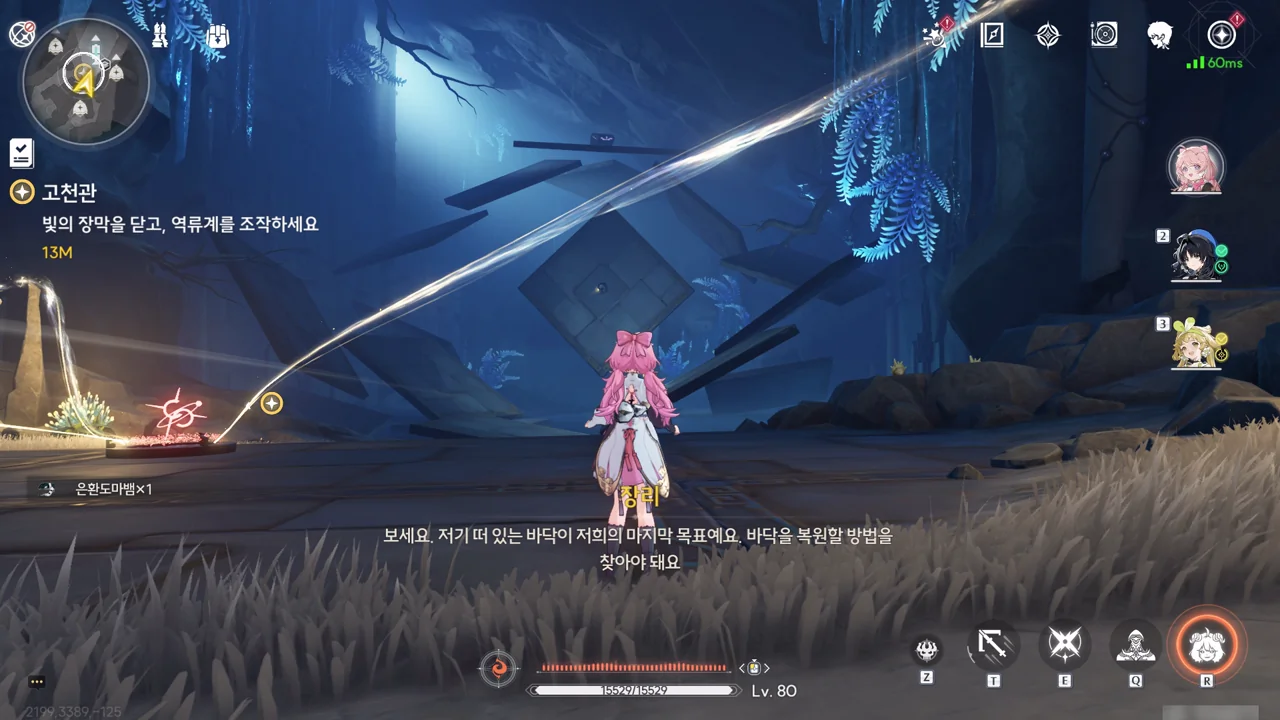 60ms
고천관
빛의 장막을 닫고, 역류계를 조작하세요
13M
2
3
은환도마뱀×1
장리
보세요. 저기 떠 있는 바닥이 저희의 마지막 목표예요. 바닥을 복원할 방법을
찾아야 돼요
15529/15529
Lv. 80
Z
T
E
Q
R
2199,3389,-125